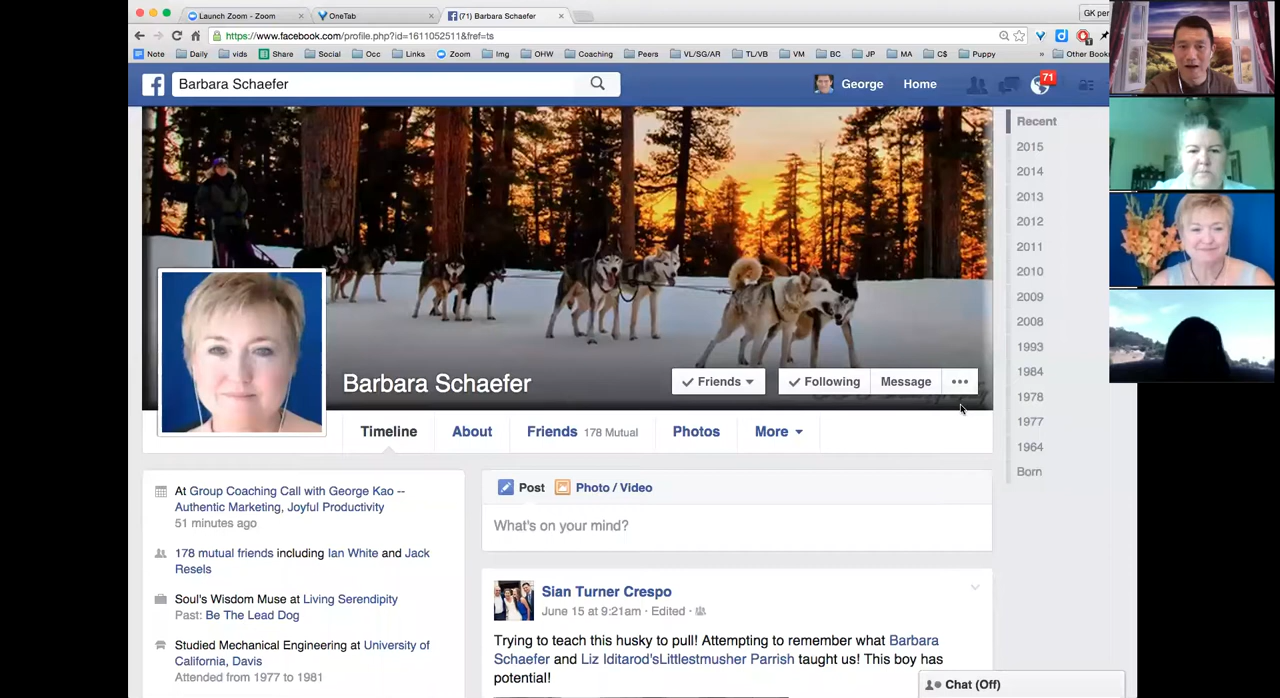 Launch Zoom - Zoom
OneTab
(71) Barbara Schaefer
GK per
https://www.facebook.com/profile.php?id=1611052511&fref=ts
Note Daily vids Share Social Occ Links Zoom Img OHW Coaching Peers VL/SG/AR TL/VB VM BC JP MA C$ Puppy » Other Book
Barbara Schaefer
George Home 71
Recent
2015
2014
2013
2012
2011
2010
2009
2008
1993
1984
1978
1977
1964
Born
Barbara Schaefer
Friends Following Message
Timeline About Friends 178 Mutual Photos More
At Group Coaching Call with George Kao --
Authentic Marketing, Joyful Productivity
51 minutes ago
178 mutual friends including Ian White and Jack
Resels
Soul's Wisdom Muse at Living Serendipity
Past: Be The Lead Dog
Studied Mechanical Engineering at University of
California, Davis
Attended from 1977 to 1981
Post Photo / Video
What's on your mind?
Sian Turner Crespo
June 15 at 9:21am · Edited ·
Trying to teach this husky to pull! Attempting to remember what Barbara
Schaefer and Liz Iditarod'sLittlestmusher Parrish taught us! This boy has
potential!
Chat (Off)